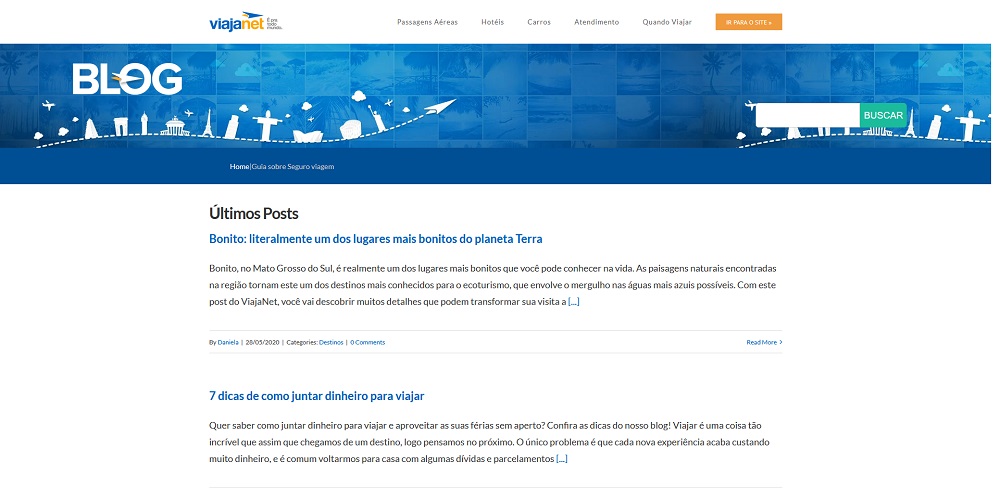 viajanet É pra todo mundo.
Passagens Aéreas Hotéis Carros Atendimento Quando Viajar IR PARA O SITE »
BLOG
BUSCAR
Home|Guia sobre Seguro viagem
Últimos Posts
Bonito: literalmente um dos lugares mais bonitos do planeta Terra
Bonito, no Mato Grosso do Sul, é realmente um dos lugares mais bonitos que você pode conhecer na vida. As paisagens naturais encontradas
na região tornam este um dos destinos mais conhecidos para o ecoturismo, que envolve o mergulho nas águas mais azuis possíveis. Com este
post do ViajaNet, você vai descobrir muitos detalhes que podem transformar sua visita a [...]
By Daniela | 28/05/2020 | Categories: Destinos | 0 Comments Read More >
7 dicas de como juntar dinheiro para viajar
Quer saber como juntar dinheiro para viajar e aproveitar as suas férias sem aperto? Confira as dicas do nosso blog! Viajar é uma coisa tão
incrível que assim que chegamos de um destino, logo pensamos no próximo. O único problema é que cada nova experiência acaba custando
muito dinheiro, e é comum voltarmos para casa com algumas dívidas e parcelamentos [...]